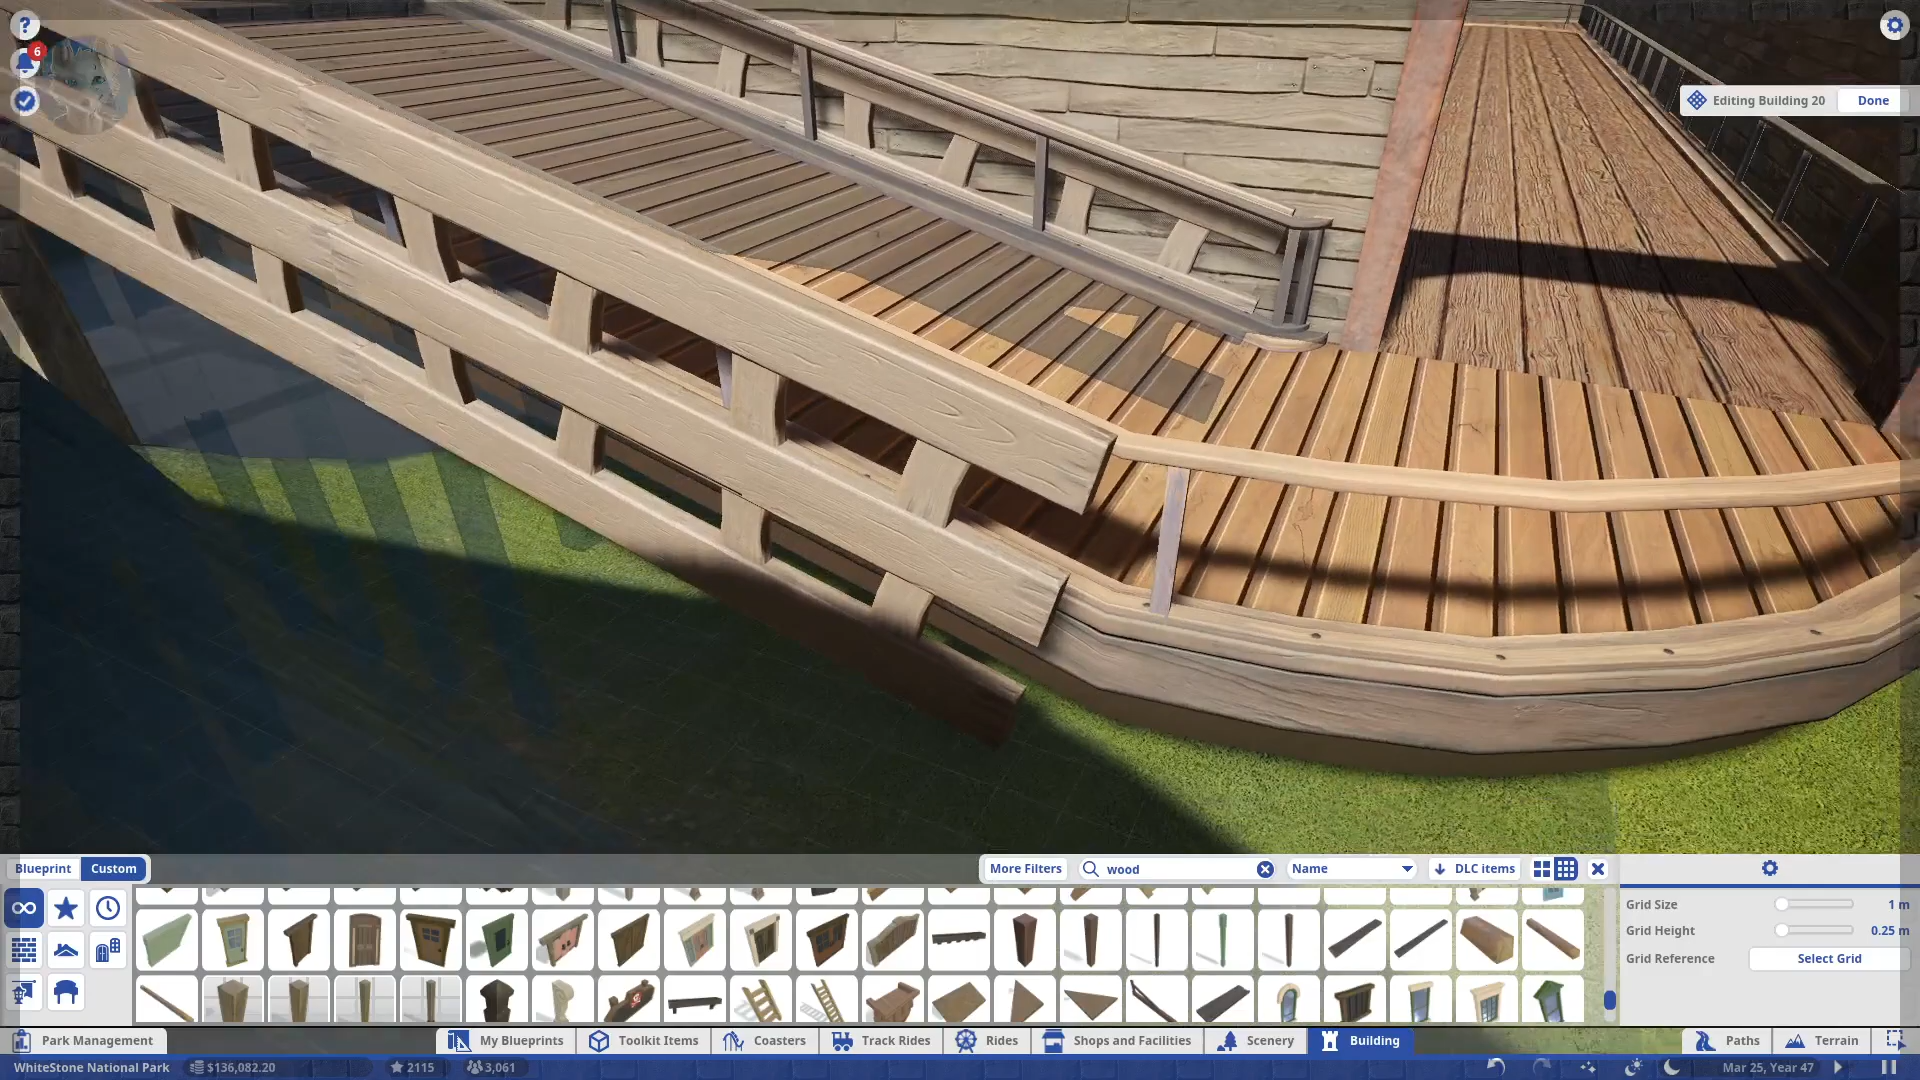 ?
6
Editing Building 20
Done
Blueprint
Custom
More Filters
wood
Name
DLC items
Grid Size
1 m
Grid Height
0.25 m
Grid Reference
Select Grid
Park Management
My Blueprints
Toolkit Items
Coasters
Track Rides
Rides
Shops and Facilities
Scenery
Building
Paths
Terrain
WhiteStone National Park
$136,082.20
2115
3,061
Mar 25, Year 47